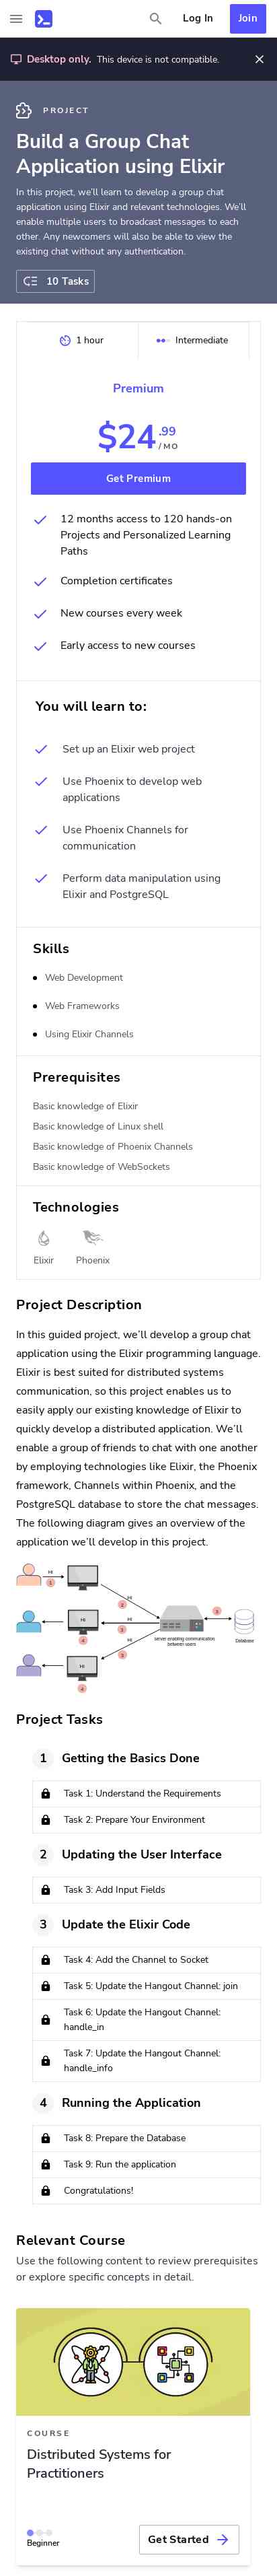 Log In
Join
Desktop only. This device is not compatible.
PROJECT
Build a Group Chat
Application using Elixir
In this project, we’ll learn to develop a group chat
application using Elixir and relevant technologies. We’ll
enable multiple users to broadcast messages to each
other. Any newcomers will also be able to view the
existing chat without any authentication.
10 Tasks
1 hour
Intermediate
Premium
$24.99
/MO
Get Premium
12 months access to 120 hands-on
Projects and Personalized Learning
Paths
Completion certificates
New courses every week
Early access to new courses
You will learn to:
Set up an Elixir web project
Use Phoenix to develop web
applications
Use Phoenix Channels for
communication
Perform data manipulation using
Elixir and PostgreSQL
Skills
Web Development
Web Frameworks
Using Elixir Channels
Prerequisites
Basic knowledge of Elixir
Basic knowledge of Linux shell
Basic knowledge of Phoenix Channels
Basic knowledge of WebSockets
Technologies
Elixir
Phoenix
Project Description
In this guided project, we’ll develop a group chat
application using the Elixir programming language.
Elixir is best suited for distributed systems
communication, so this project enables us to
easily apply our existing knowledge of Elixir to
quickly develop a distributed application. We’ll
enable a group of friends to chat with one another
by employing technologies like Elixir, the Phoenix
framework, Channels within Phoenix, and the
PostgreSQL database to store the chat messages.
The following diagram gives an overview of the
application we’ll develop in this project.
Hi
1
Hi
2
Hi
Hi
3
5
4
Hi
Hi
3
4
server enabling communication
between users
Database
Project Tasks
1
Getting the Basics Done
Task 1: Understand the Requirements
Task 2: Prepare Your Environment
2
Updating the User Interface
Task 3: Add Input Fields
3
Update the Elixir Code
Task 4: Add the Channel to Socket
Task 5: Update the Hangout Channel: join
Task 6: Update the Hangout Channel:
handle_in
Task 7: Update the Hangout Channel:
handle_info
4
Running the Application
Task 8: Prepare the Database
Task 9: Run the application
Congratulations!
Relevant Course
Use the following content to review prerequisites
or explore specific concepts in detail.
COURSE
Distributed Systems for
Practitioners
Beginner
Get Started